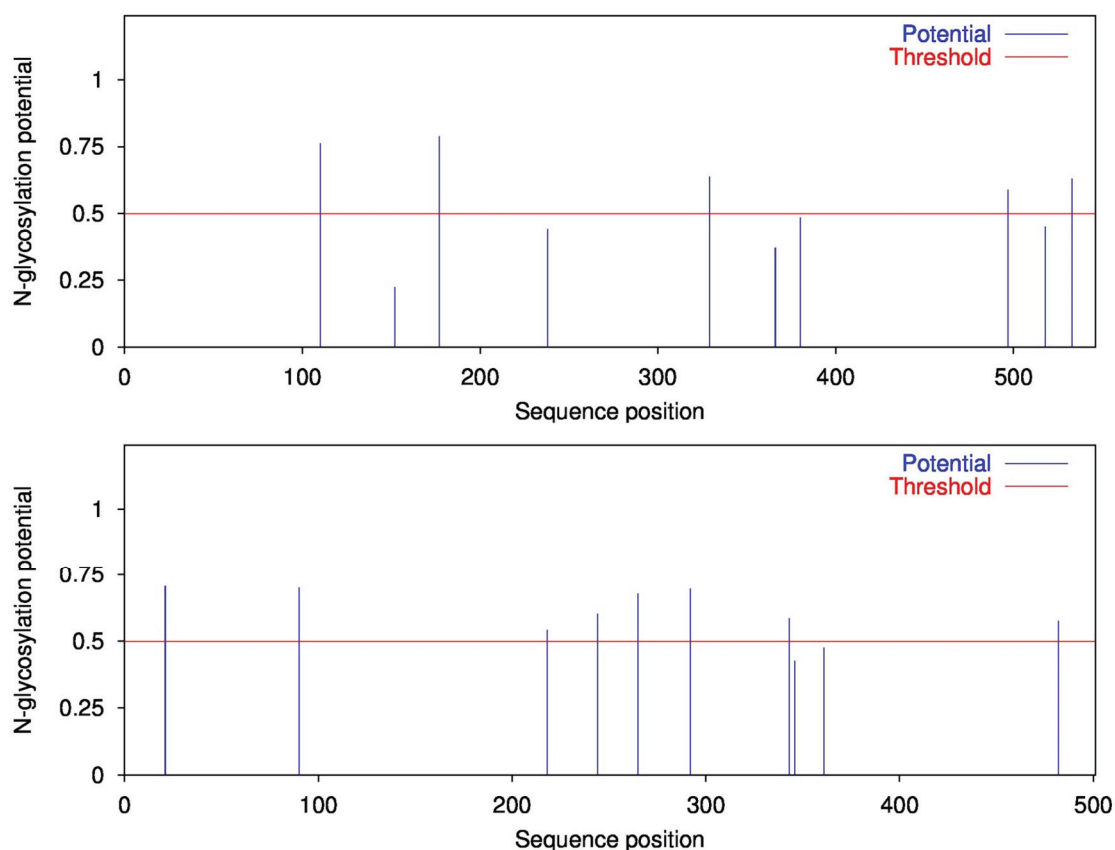 Potential
Threshold
N-glycosylation potential
1
0.75
0.5
0.25
0
0 100 200 300 400 500
Sequence position
Potential
Threshold
N-glycosylation potential
1
0.75
0.5
0.25
0
0 100 200 300 400 500
Sequence position